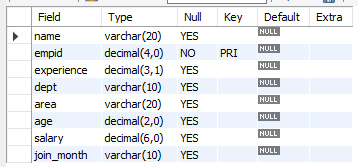 Field Type Null Key Default Extra
name varchar(20) YES NULL
empid decimal(4,0) NO PRI NULL
experience decimal(3,1) YES NULL
dept varchar(10) YES NULL
area varchar(20) YES NULL
age decimal(2,0) YES NULL
salary decimal(6,0) YES NULL
join_month varchar(10) YES NULL